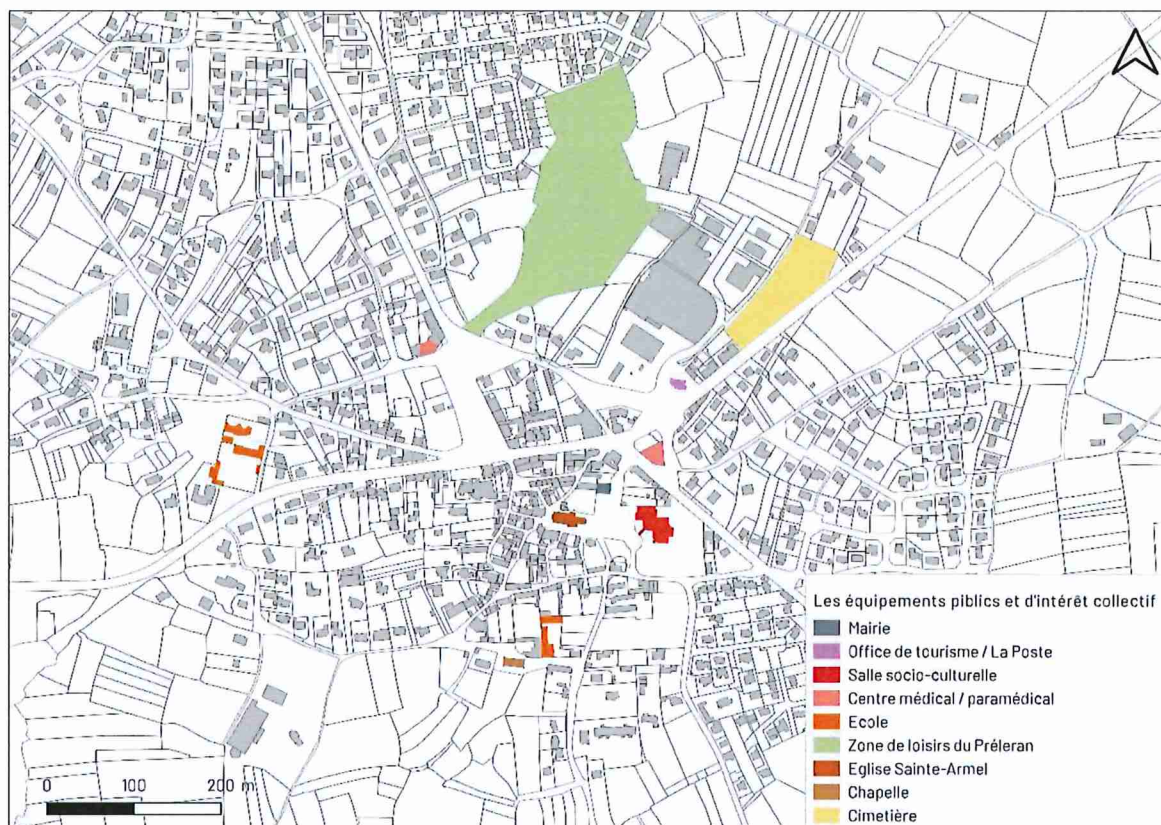 Les équipements piblics et d'intérêt collectif
Mairie
Office de tourisme / La Poste
Salle socio-culturelle
Centre médical / paramédical
Ecole
Zone de loisirs du Préleran
Eglise Sainte-Armel
Chapelle
Cimetière
0 100 200 m